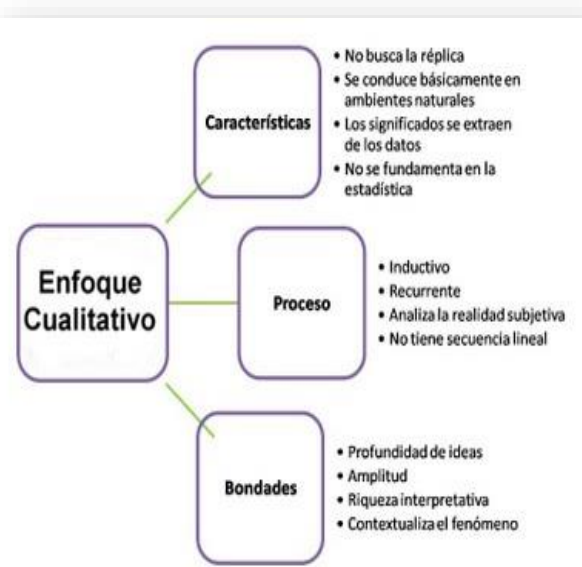 Enfoque
Cualitativo
Características
• No busca la réplica
• Se conduce básicamente en
ambientes naturales
• Los significados se extraen
de los datos
• No se fundamenta en la
estadística
Proceso
• Inductivo
• Recurrente
• Analiza la realidad subjetiva
• No tiene secuencia lineal
Bondades
• Profundidad de ideas
• Amplitud
• Riqueza interpretativa
• Contextualiza el fenómeno